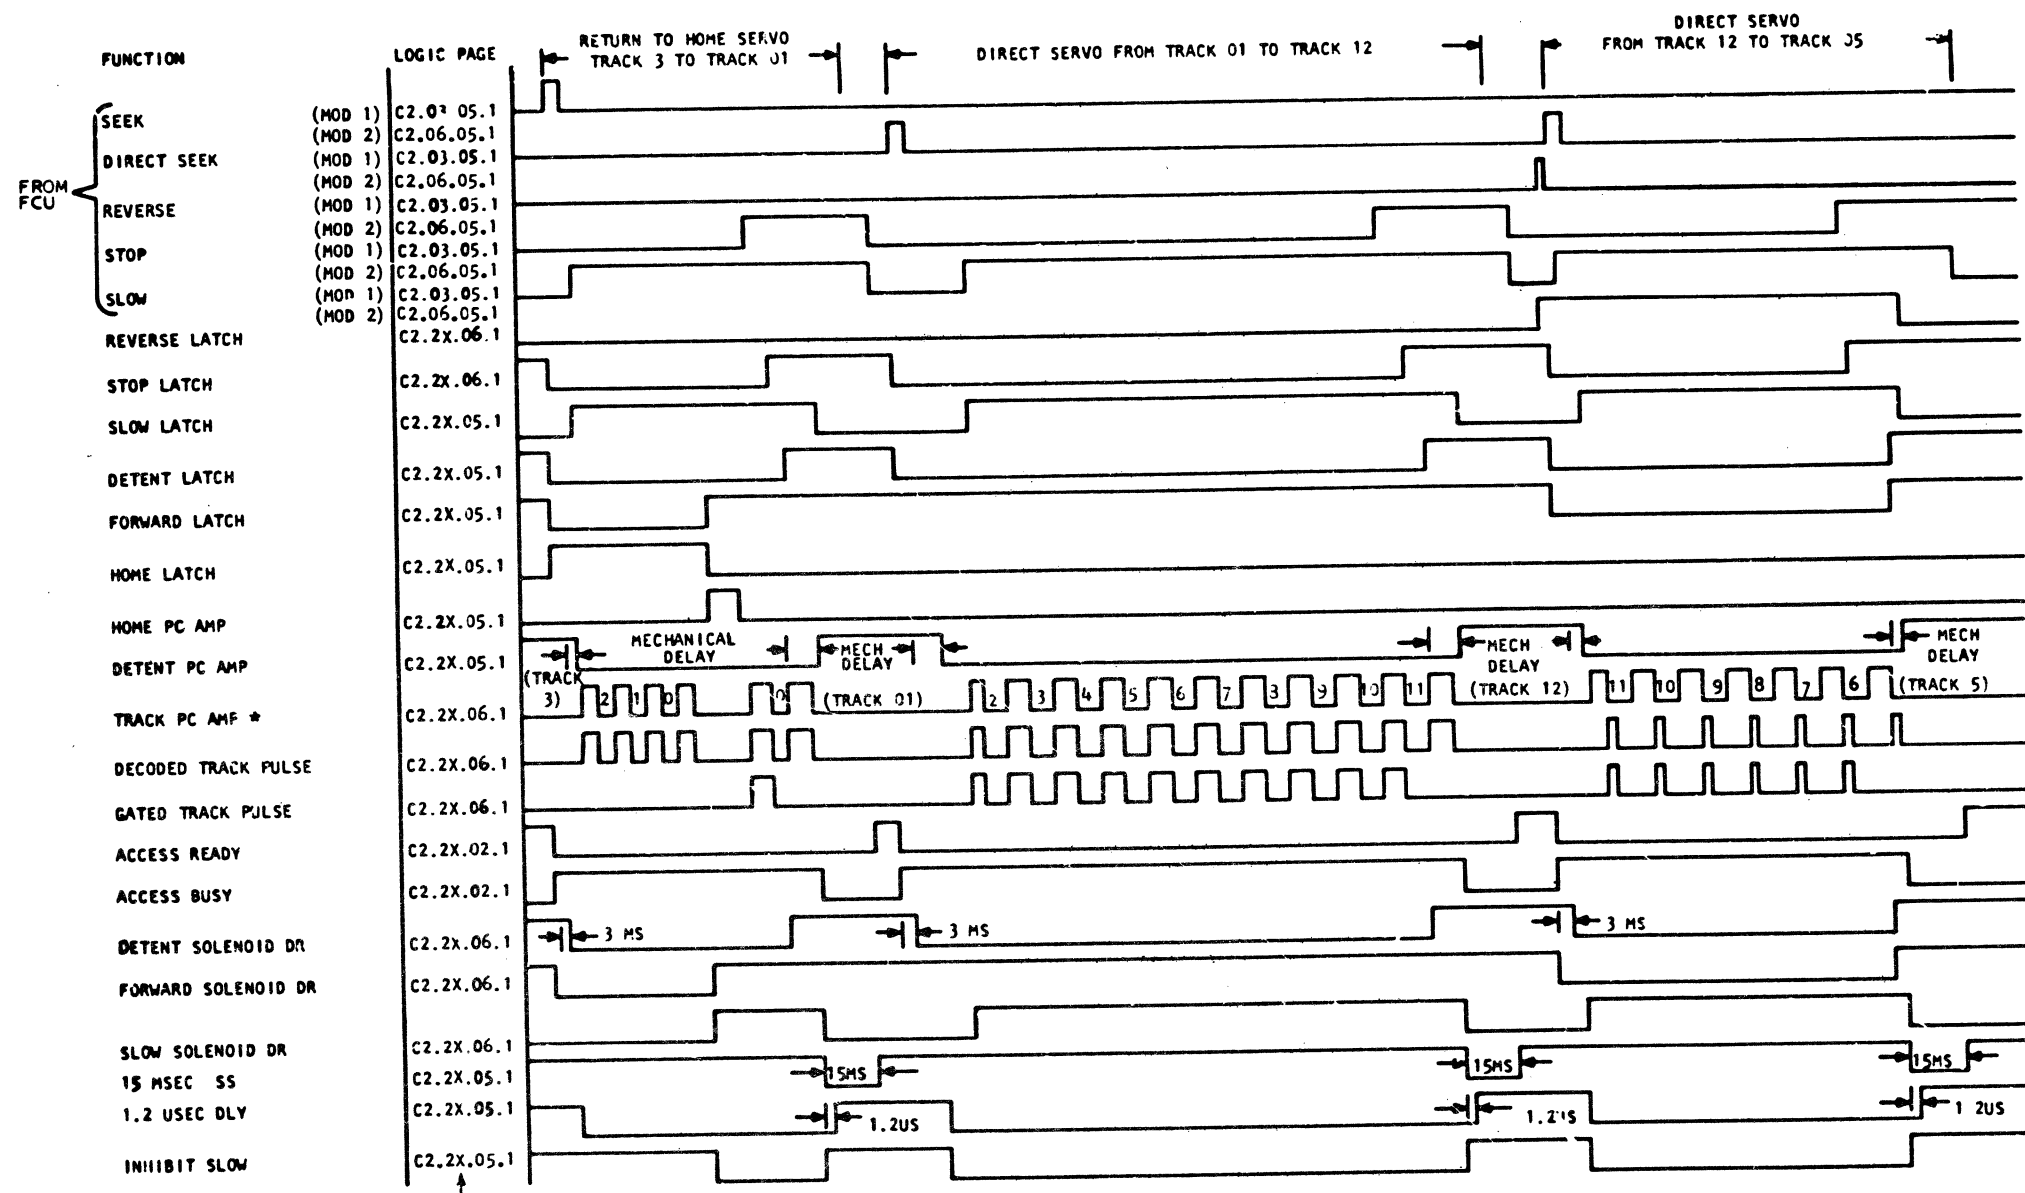 FUNCTION
LOGIC PAGE
RETURN TO HOME SERVO
TRACK 3 TO TRACK 01
DIRECT SERVO FROM TRACK 01 TO TRACK 12
DIRECT SERVO
FROM TRACK 12 TO TRACK 05
FROM
FCU
SEEK (MOD 1) C2.03 05.1
(MOD 2) C2.06.05.1
DIRECT SEEK (MOD 1) C2.03.05.1
(MOD 2) C2.06.05.1
REVERSE (MOD 1) C2.03.05.1
(MOD 2) C2.06.05.1
STOP (MOD 1) C2.03.05.1
(MOD 2) C2.06.05.1
SLOW (MOD 1) C2.03.05.1
(MOD 2) C2.06.05.1
REVERSE LATCH C2.2X.06.1
STOP LATCH C2.2X.06.1
SLOW LATCH C2.2X.05.1
DETENT LATCH C2.2X.05.1
FORWARD LATCH C2.2X.05.1
HOME LATCH C2.2X.05.1
HOME PC AMP C2.2X.05.1
DETENT PC AMP C2.2X.05.1
MECHANICAL
DELAY
MECH
DELAY
MECH
DELAY
MECH
DELAY
(TRACK
3)
(TRACK 01)
(TRACK 12)
(TRACK 5)
TRACK PC AMP * C2.2X.06.1
2 1 0 0 2 3 4 5 6 7 8 9 10 11 11 10 9 8 7 6
DECODED TRACK PULSE C2.2X.06.1
GATED TRACK PULSE C2.2X.06.1
ACCESS READY C2.2X.02.1
ACCESS BUSY C2.2X.02.1
DETENT SOLENOID DR C2.2X.06.1
3 MS
3 MS
3 MS
FORWARD SOLENOID DR C2.2X.06.1
SLOW SOLENOID DR C2.2X.06.1
15 MSEC SS C2.2X.05.1
15MS
15MS
15MS
1.2 USEC DLY C2.2X.05.1
1.2US
1.2US
1 2US
INHIBIT SLOW C2.2X.05.1